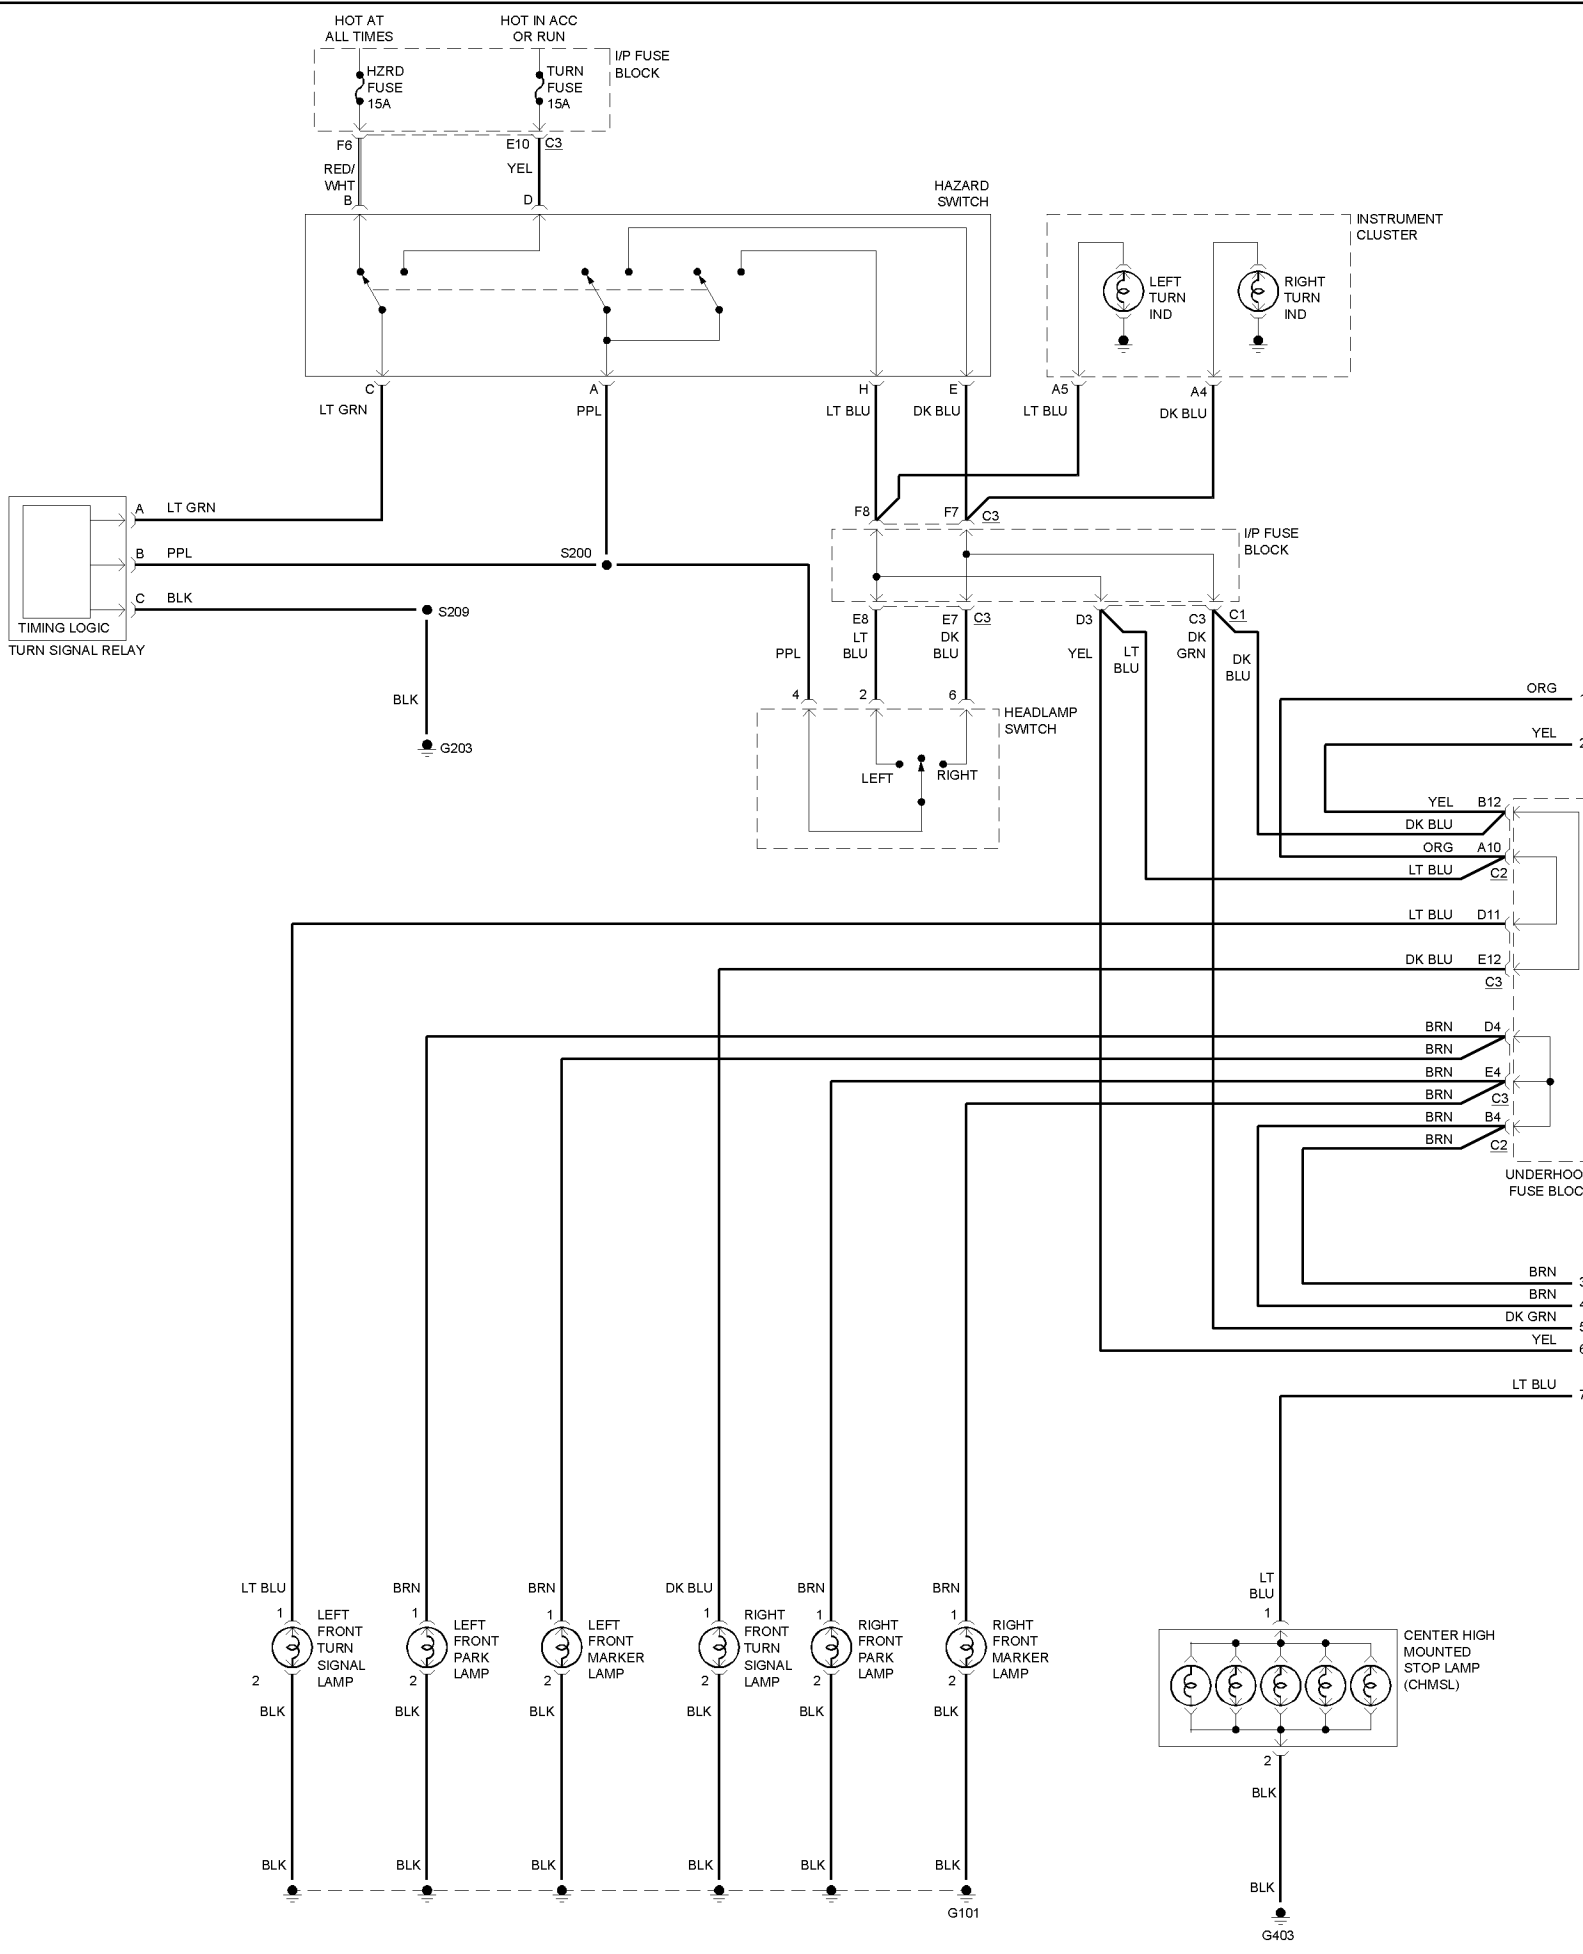 HOT AT
ALL TIMES
HOT IN ACC
OR RUN
I/P FUSE
BLOCK
HZRD
FUSE
15A
TURN
FUSE
15A
F6
E10
C3
RED/
WHT
YEL
B
D
HAZARD
SWITCH
INSTRUMENT
CLUSTER
LEFT
TURN
IND
RIGHT
TURN
IND
C
A
H
E
A5
A4
LT GRN
PPL
LT BLU
DK BLU
LT BLU
DK BLU
A
LT GRN
B
PPL
S200
C
BLK
S209
TIMING LOGIC
TURN SIGNAL RELAY
BLK
G203
F8
F7
C3
I/P FUSE
BLOCK
E8
E7
C3
D3
C3
C1
LT
BLU
DK
BLU
PPL
YEL
LT
BLU
DK
GRN
DK
BLU
4
2
6
HEADLAMP
SWITCH
LEFT
RIGHT
ORG
YEL
YEL
B12
DK BLU
ORG
A10
LT BLU
C2
LT BLU
D11
DK BLU
E12
C3
BRN
D4
BRN
BRN
E4
BRN
C3
BRN
B4
BRN
C2
UNDERHOO
FUSE BLOC
BRN
BRN
DK GRN
YEL
LT BLU
LT BLU
BRN
BRN
DK BLU
BRN
BRN
LT
BLU
1
1
1
1
1
1
1
LEFT
FRONT
TURN
SIGNAL
LAMP
LEFT
FRONT
PARK
LAMP
LEFT
FRONT
MARKER
LAMP
RIGHT
FRONT
TURN
SIGNAL
LAMP
RIGHT
FRONT
PARK
LAMP
RIGHT
FRONT
MARKER
LAMP
CENTER HIGH
MOUNTED
STOP LAMP
(CHMSL)
2
2
2
2
2
2
2
BLK
BLK
BLK
BLK
BLK
BLK
BLK
BLK
BLK
BLK
BLK
BLK
BLK
BLK
G101
G403